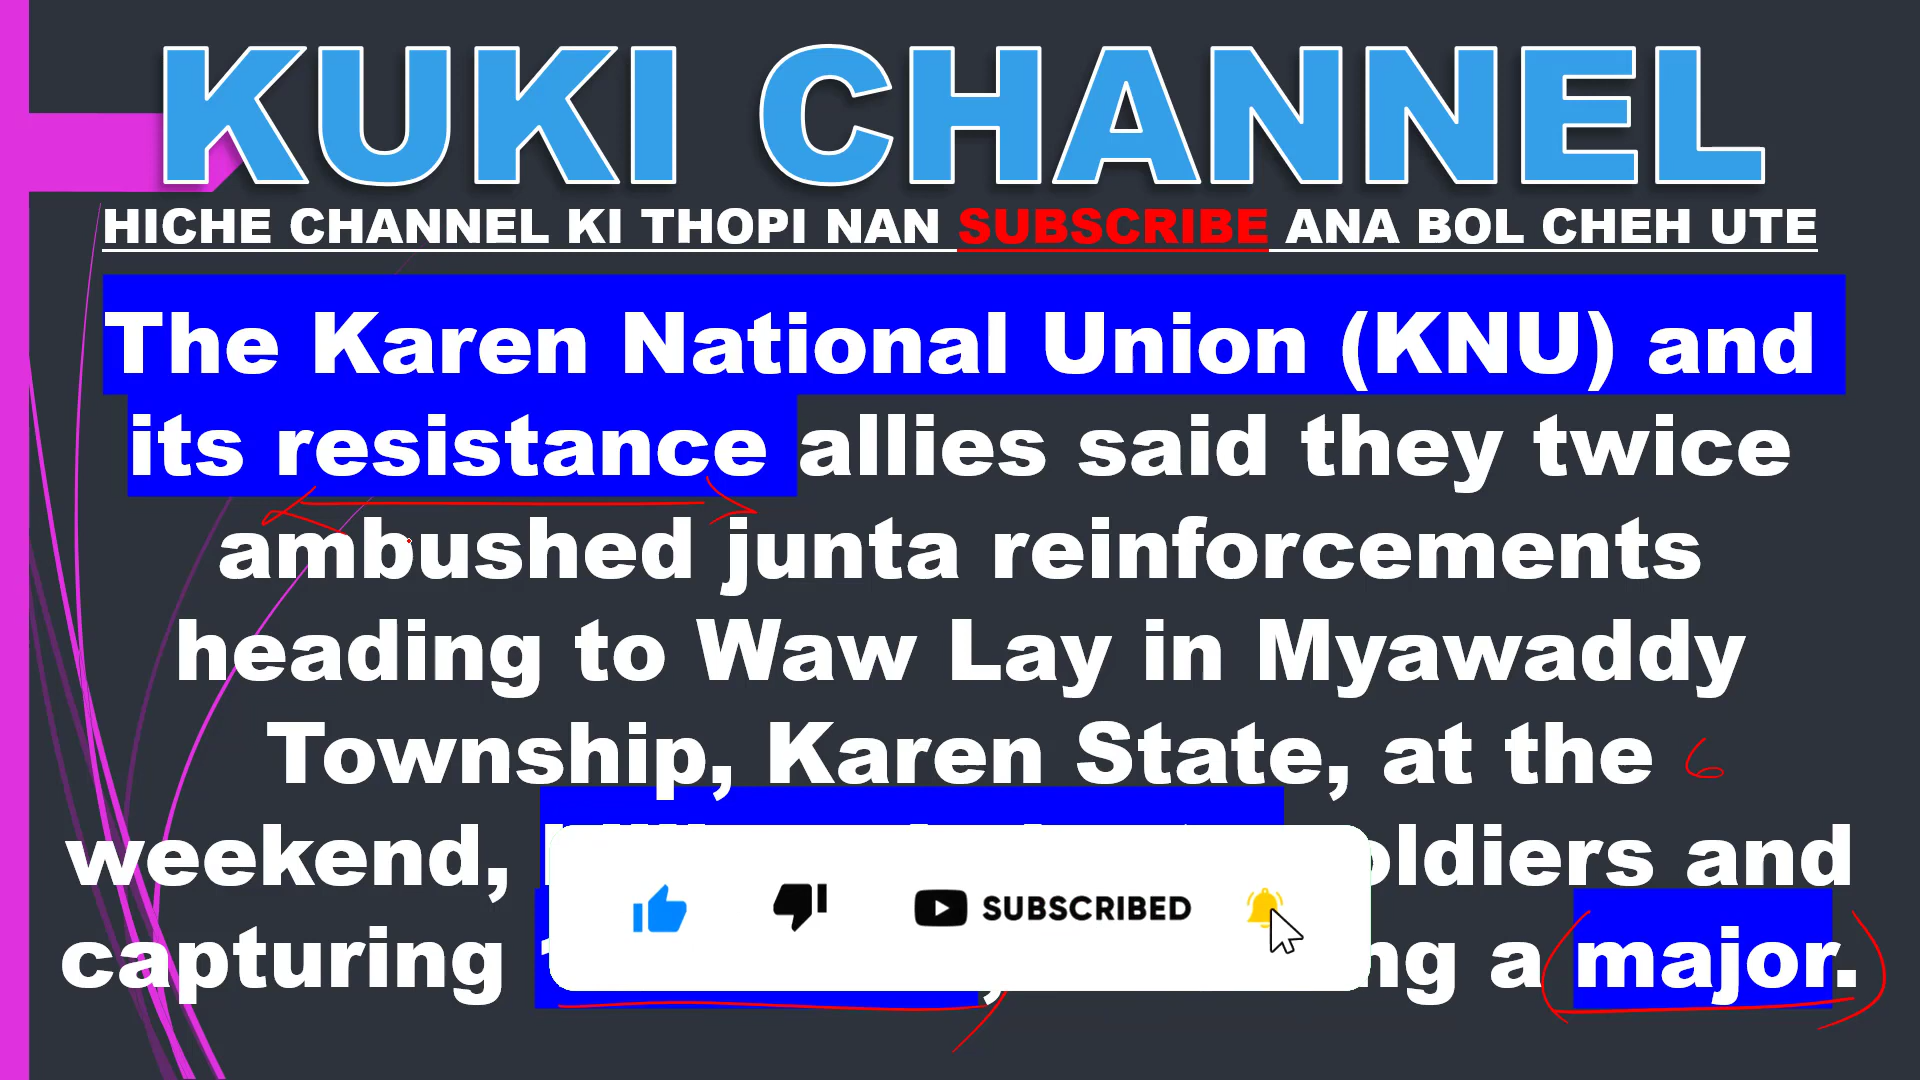 KUKI CHANNEL
HICHE CHANNEL KI THOPI NAN SUBSCRIBE ANA BOL CHEH UTE
The Karen National Union (KNU) and
its resistance allies said they twice
ambushed junta reinforcements
heading to Waw Lay in Myawaddy
Township, Karen State, at the 6
weekend, oldiers and
capturing ng a major.
SUBSCRIBED